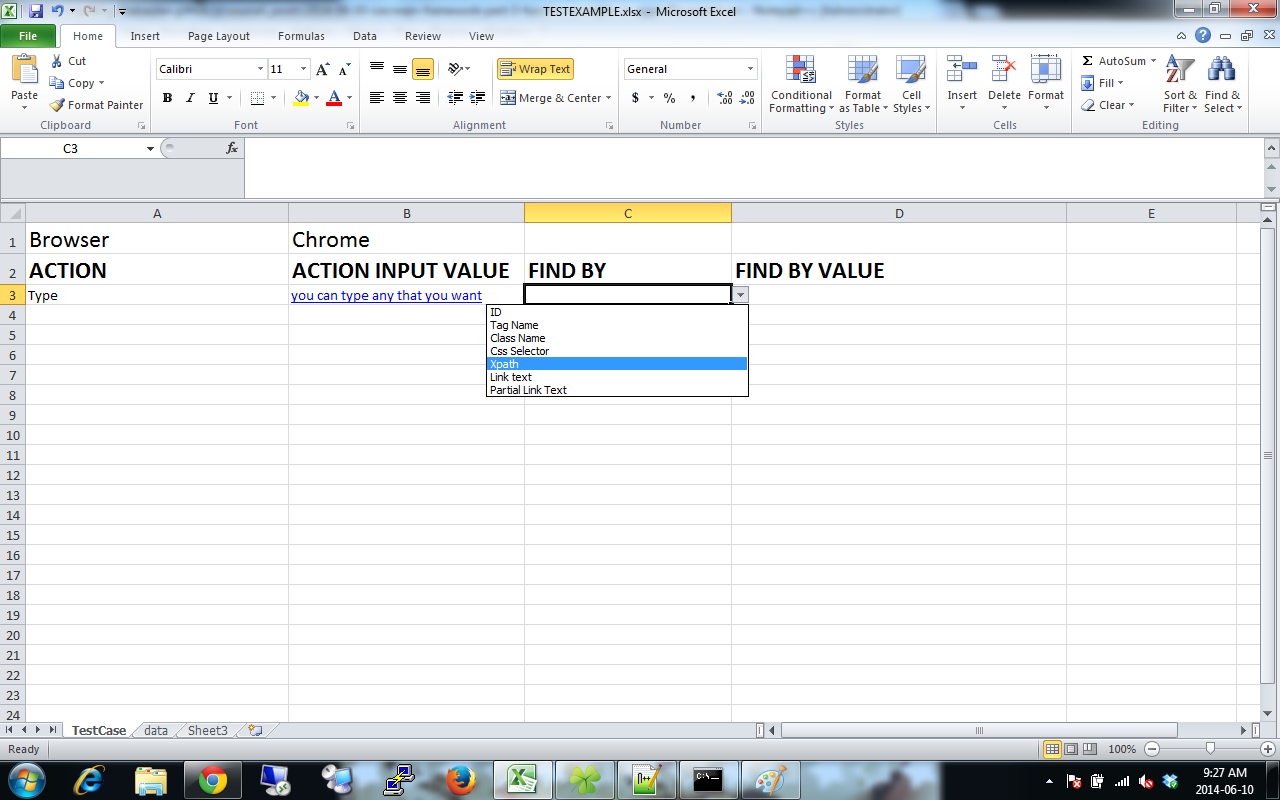 TESTEXAMPLE.xlsx - Microsoft Excel
File Home Insert Page Layout Formulas Data Review View
Paste
Cut
Copy
Format Painter
Clipboard
Calibri 11
B I U
Font
Wrap Text
Merge & Center
Alignment
General
$ % ,
Number
Conditional Formatting
Format as Table
Cell Styles
Styles
Insert Delete Format
Cells
Σ AutoSum
Fill
Clear
Sort & Filter
Find & Select
Editing
C3 fx
A B C D E
1 Browser Chrome
2 ACTION ACTION INPUT VALUE FIND BY FIND BY VALUE
3 Type you can type any that you want
ID
Tag Name
Class Name
Css Selector
Xpath
Link text
Partial Link Text
4
5
6
7
8
9
10
11
12
13
14
15
16
17
18
19
20
21
22
23
24
TestCase data Sheet3
Ready 100%
C:\_
9:27 AM
2014-06-10